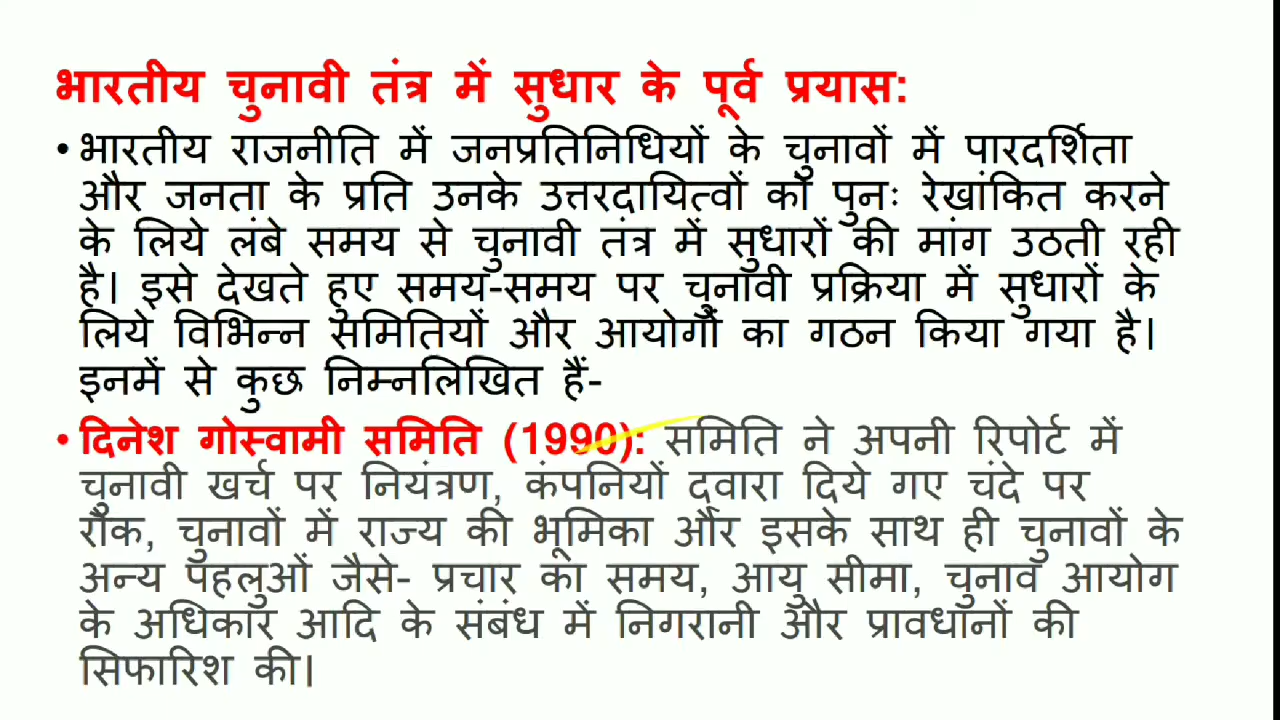 भारतीय चुनावी तंत्र में सुधार के पूर्व प्रयास:
• भारतीय राजनीति में जनप्रतिनिधियों के चुनावों में पारदर्शिता
और जनता के प्रति उनके उत्तरदायित्वों को पुनः रेखांकित करने
के लिये लंबे समय से चुनावी तंत्र में सुधारों की मांग उठती रही
है। इसे देखते हुए समय-समय पर चुनावी प्रक्रिया में सुधारों के
लिये विभिन्न समितियों और आयोगों का गठन किया गया है।
इनमें से कुछ निम्नलिखित हैं-
• दिनेश गोस्वामी समिति (1990): समिति ने अपनी रिपोर्ट में
चुनावी खर्च पर नियंत्रण, कंपनियों द्वारा दिये गए चंदे पर
रोक, चुनावों में राज्य की भूमिका और इसके साथ ही चुनावों के
अन्य पहलुओं जैसे- प्रचार का समय, आयु सीमा, चुनाव आयोग
के अधिकार आदि के संबंध में निगरानी और प्रावधानों की
सिफारिश की।